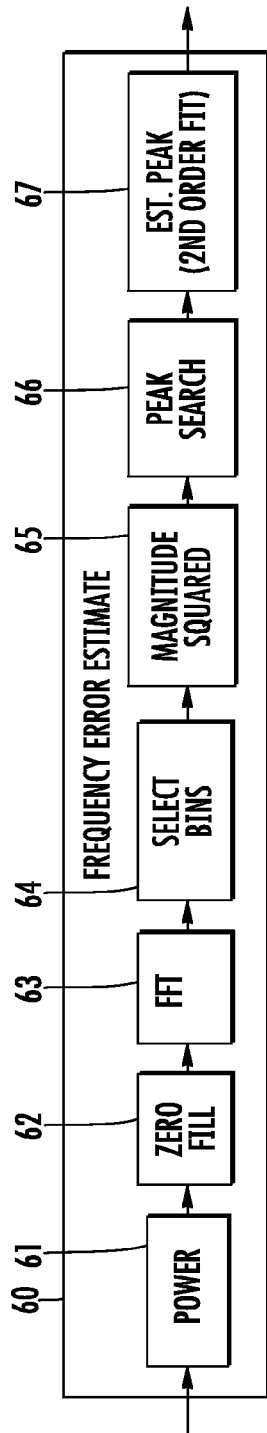 60
61
62
63
64
65
66
67
FREQUENCY ERROR ESTIMATE
POWER
ZERO
FILL
FFT
SELECT
BINS
MAGNITUDE
SQUARED
PEAK
SEARCH
EST. PEAK
(2ND ORDER FIT)